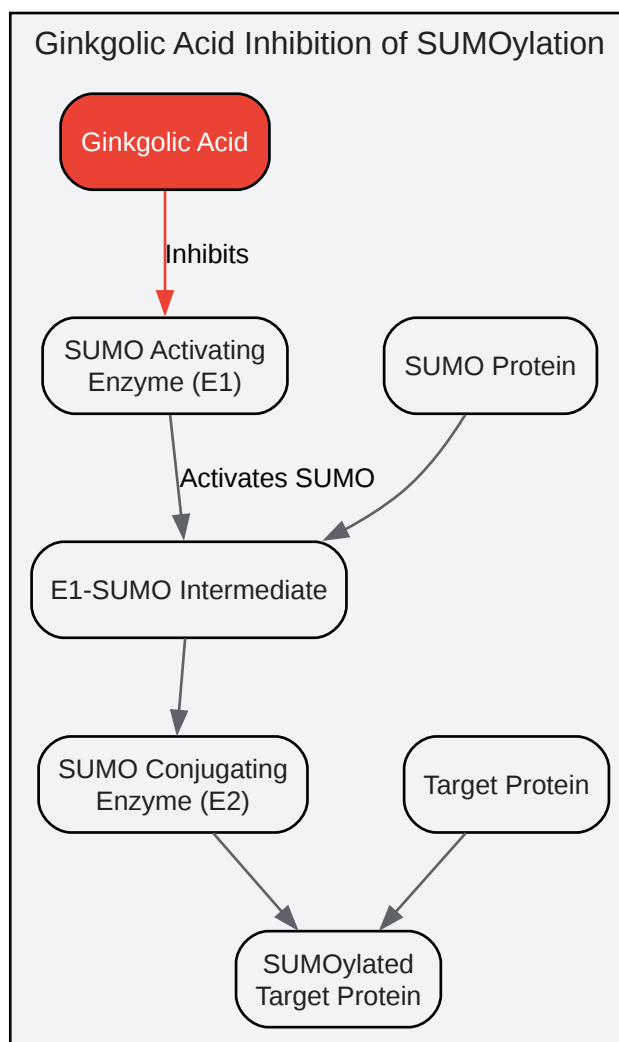 Ginkgolic Acid Inhibition of SUMOylation
Ginkgolic Acid
Inhibits
SUMO Activating
Enzyme (E1)
SUMO Protein
Activates SUMO
E1-SUMO Intermediate
SUMO Conjugating
Enzyme (E2)
Target Protein
SUMOylated
Target Protein